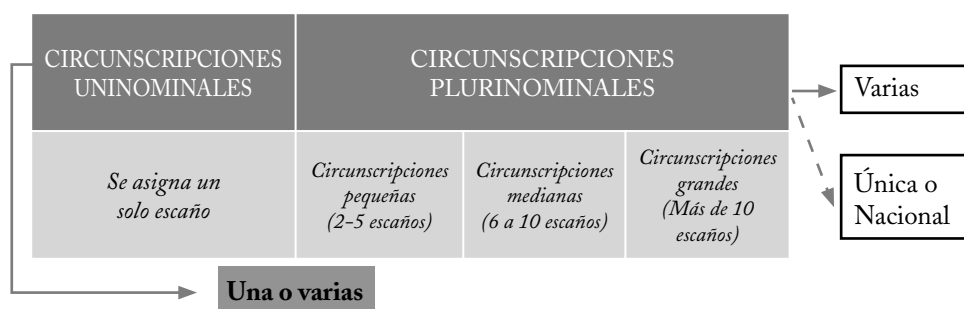 CIRCUNSCRIPCIONES
UNINOMINALES
CIRCUNSCRIPCIONES
PLURINOMINALES
Varias
Única o
Nacional
Se asigna un
solo escaño
Circunscripciones
pequeñas
(2-5 escaños)
Circunscripciones
medianas
(6 a 10 escaños)
Circunscripciones
grandes
(Más de 10
escaños)
Una o varias